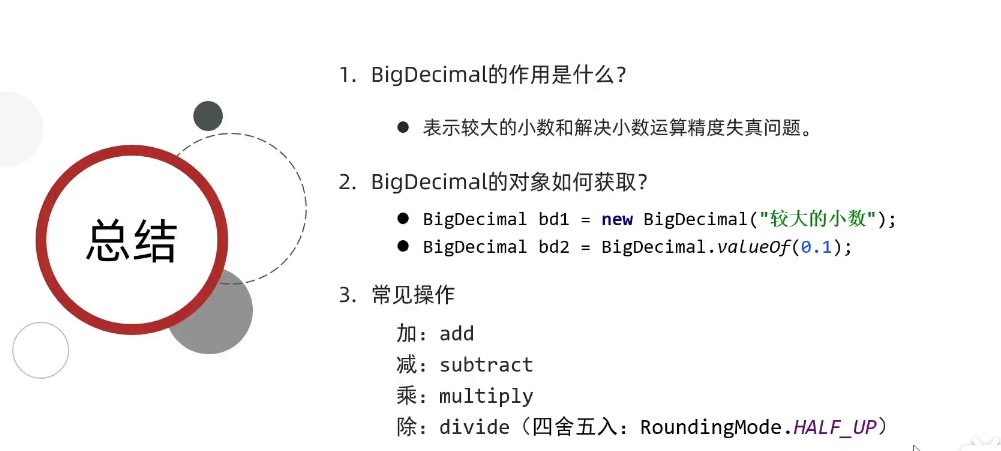 总结
1. BigDecimal的作用是什么？
● 表示较大的小数和解决小数运算精度失真问题。
2. BigDecimal的对象如何获取？
● BigDecimal bd1 = new BigDecimal("较大的小数");
● BigDecimal bd2 = BigDecimal.valueOf(0.1);
3. 常见操作
加：add
减：subtract
乘：multiply
除：divide（四舍五入：RoundingMode.HALF_UP）